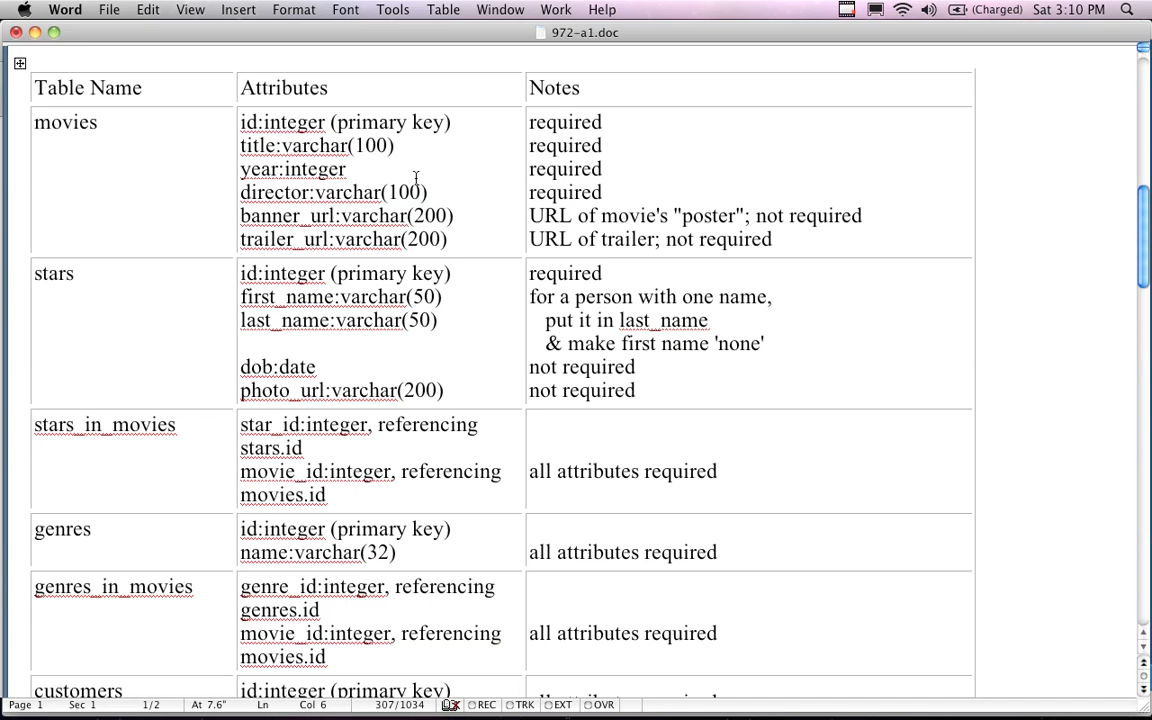 Word File Edit View Insert Format Font Tools Table Window Work Help (Charged) Sat 3:10 PM
972-a1.doc
Table Name Attributes Notes
movies id:integer (primary key) required
title:varchar(100) required
year:integer required
director:varchar(100) required
banner_url:varchar(200) URL of movie's "poster"; not required
trailer_url:varchar(200) URL of trailer; not required
stars id:integer (primary key) required
first_name:varchar(50) for a person with one name,
last_name:varchar(50) put it in last_name
& make first name 'none'
dob:date not required
photo_url:varchar(200) not required
stars_in_movies star_id:integer, referencing
stars.id
movie_id:integer, referencing all attributes required
movies.id
genres id:integer (primary key)
name:varchar(32) all attributes required
genres_in_movies genre_id:integer, referencing
genres.id
movie_id:integer, referencing all attributes required
movies.id
customers id:integer (primary key)
Page 1 Sec 1 1/2 At 7.6" Ln Col 6 307/1034 REC TRK EXT OVR